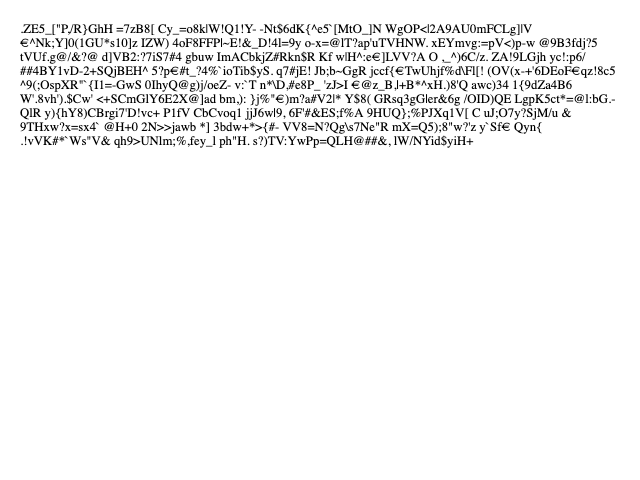 .ZE5_["P,/R}GhH =7zB8[ Cy_=o8k|W!Q1!Y- -Nt$6dK{^e5`[MtO_]N WgOP<|2A9AU0mFCLg]|V
€^Nk;Y]0(1GU*s10]z IZW) 4oF8FFP|~E!&_D!4l=9y o-x=@lT?ap'uTVHNW. xEYmvg:=pV<)p-w @9B3fdj?5
tVUf.g@/&?@ d]VB2:?7iS7#4 gbuw ImACbkjZ#Rkn$R Kf w|H^:e€]LVV?A O ,_^)6C/z. ZA!9LGjh yc!:p6/
##4BY1vD-2+SQjBEH^ 5?p€#t_?4%`ioTib$yS. q7#jE! Jb;b~GgR jccf{€TwUhjf%d\Fl[! (OV(x-+'6DEoF€qz!8c5
^9(;OspXR"`{I1=-GwS 0IhyQ@g)j/oeZ- v:`T n*\D,#e8P_ 'zJ>I €@z_B,|+B*^xH.)8'Q awc)34 1{9dZa4B6
W'.8vh').$Cw' <+SCmGlY6E2X@]ad bm,): }j%"€)m?a#V2l* Y$8( GRsq3gGler&6g /OID)QE LgpK5ct*=@l:bG.-
QlR y){hY8)CBrgi7'D!vc+ P1fV CbCvoq1 jjJ6wl9, 6F'#&ES;f%A 9HUQ};%PJXq1V[ C uJ;O7y?SjM/u &
9THxw?x=sx4` @H+0 2N>>jawb *] 3bdw+*>{#- VV8=N?Qg\s7Ne"R mX=Q5);8"w?'z y`Sf€ Qyn{
.!vVK#*`Ws"V& qh9>UNlm;%,fey_l ph"H. s?)TV:YwPp=QLH@##&, lW/NYid$yiH+